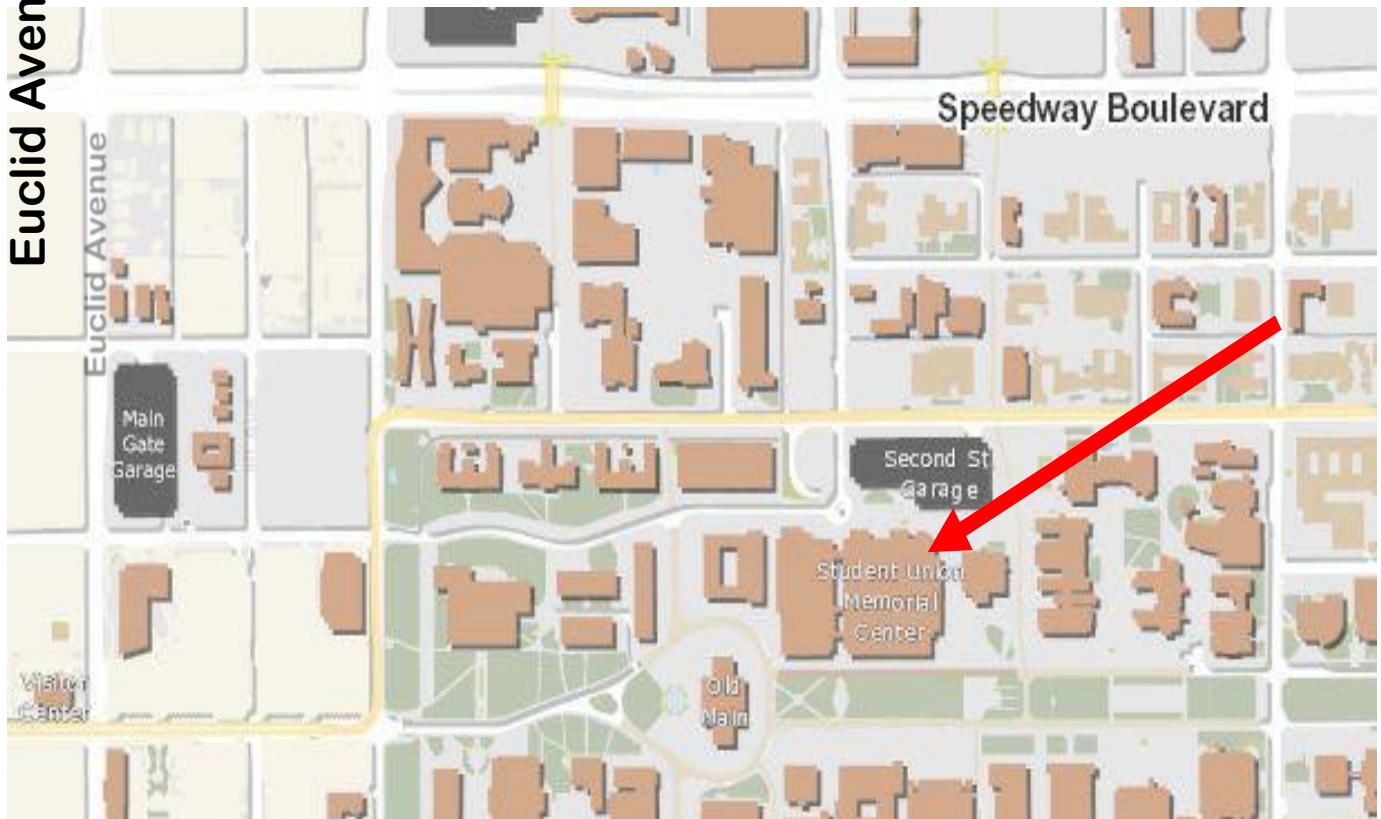 Euclid Aven
Speedway Boulevard
Euclid Avenue
Main
Gate
Garage
Second St
Garage
Student Union
Memorial
Center
Visitor
Center
Old
Main